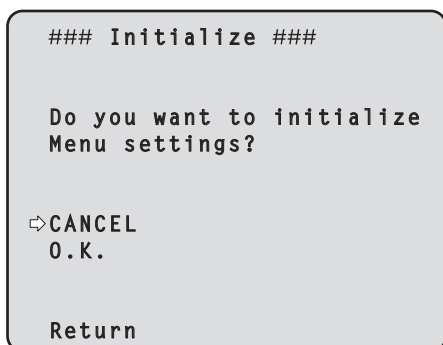 ### Initialize ###
Do you want to initialize
Menu settings?
⇨CANCEL
O.K.
Return